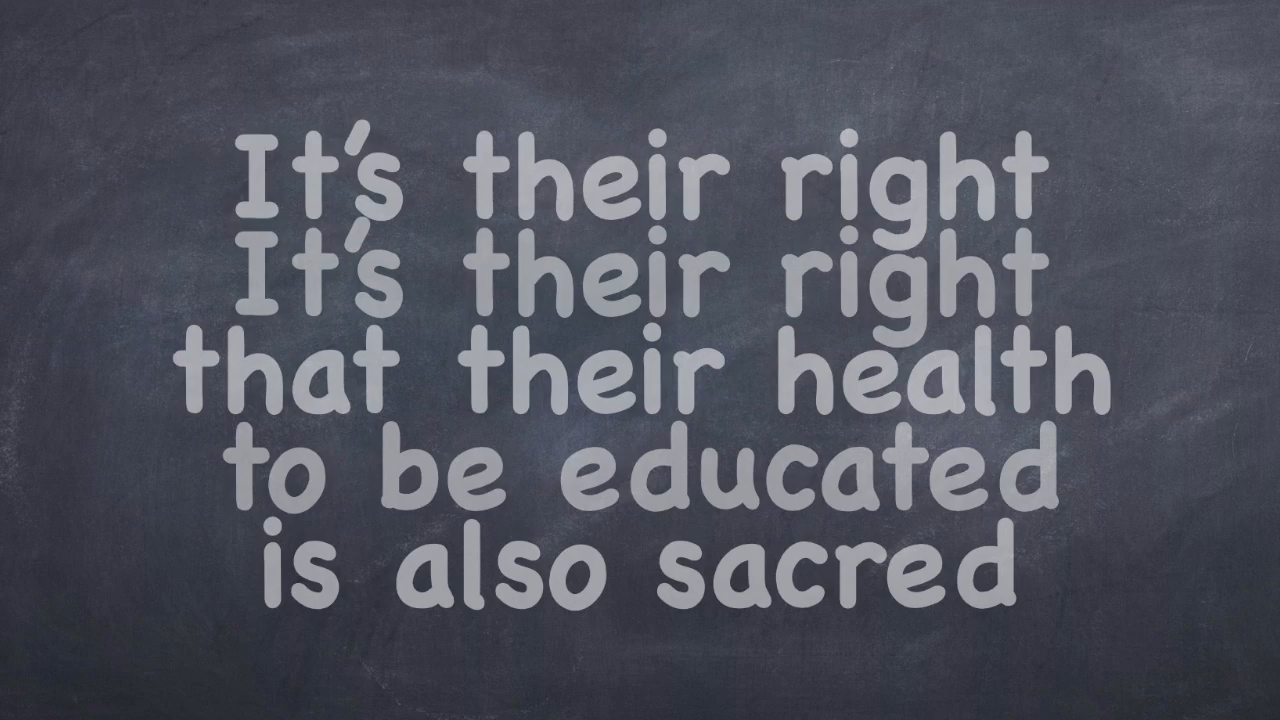 It's their right
It's their right
that their health
to be educated
is also sacred